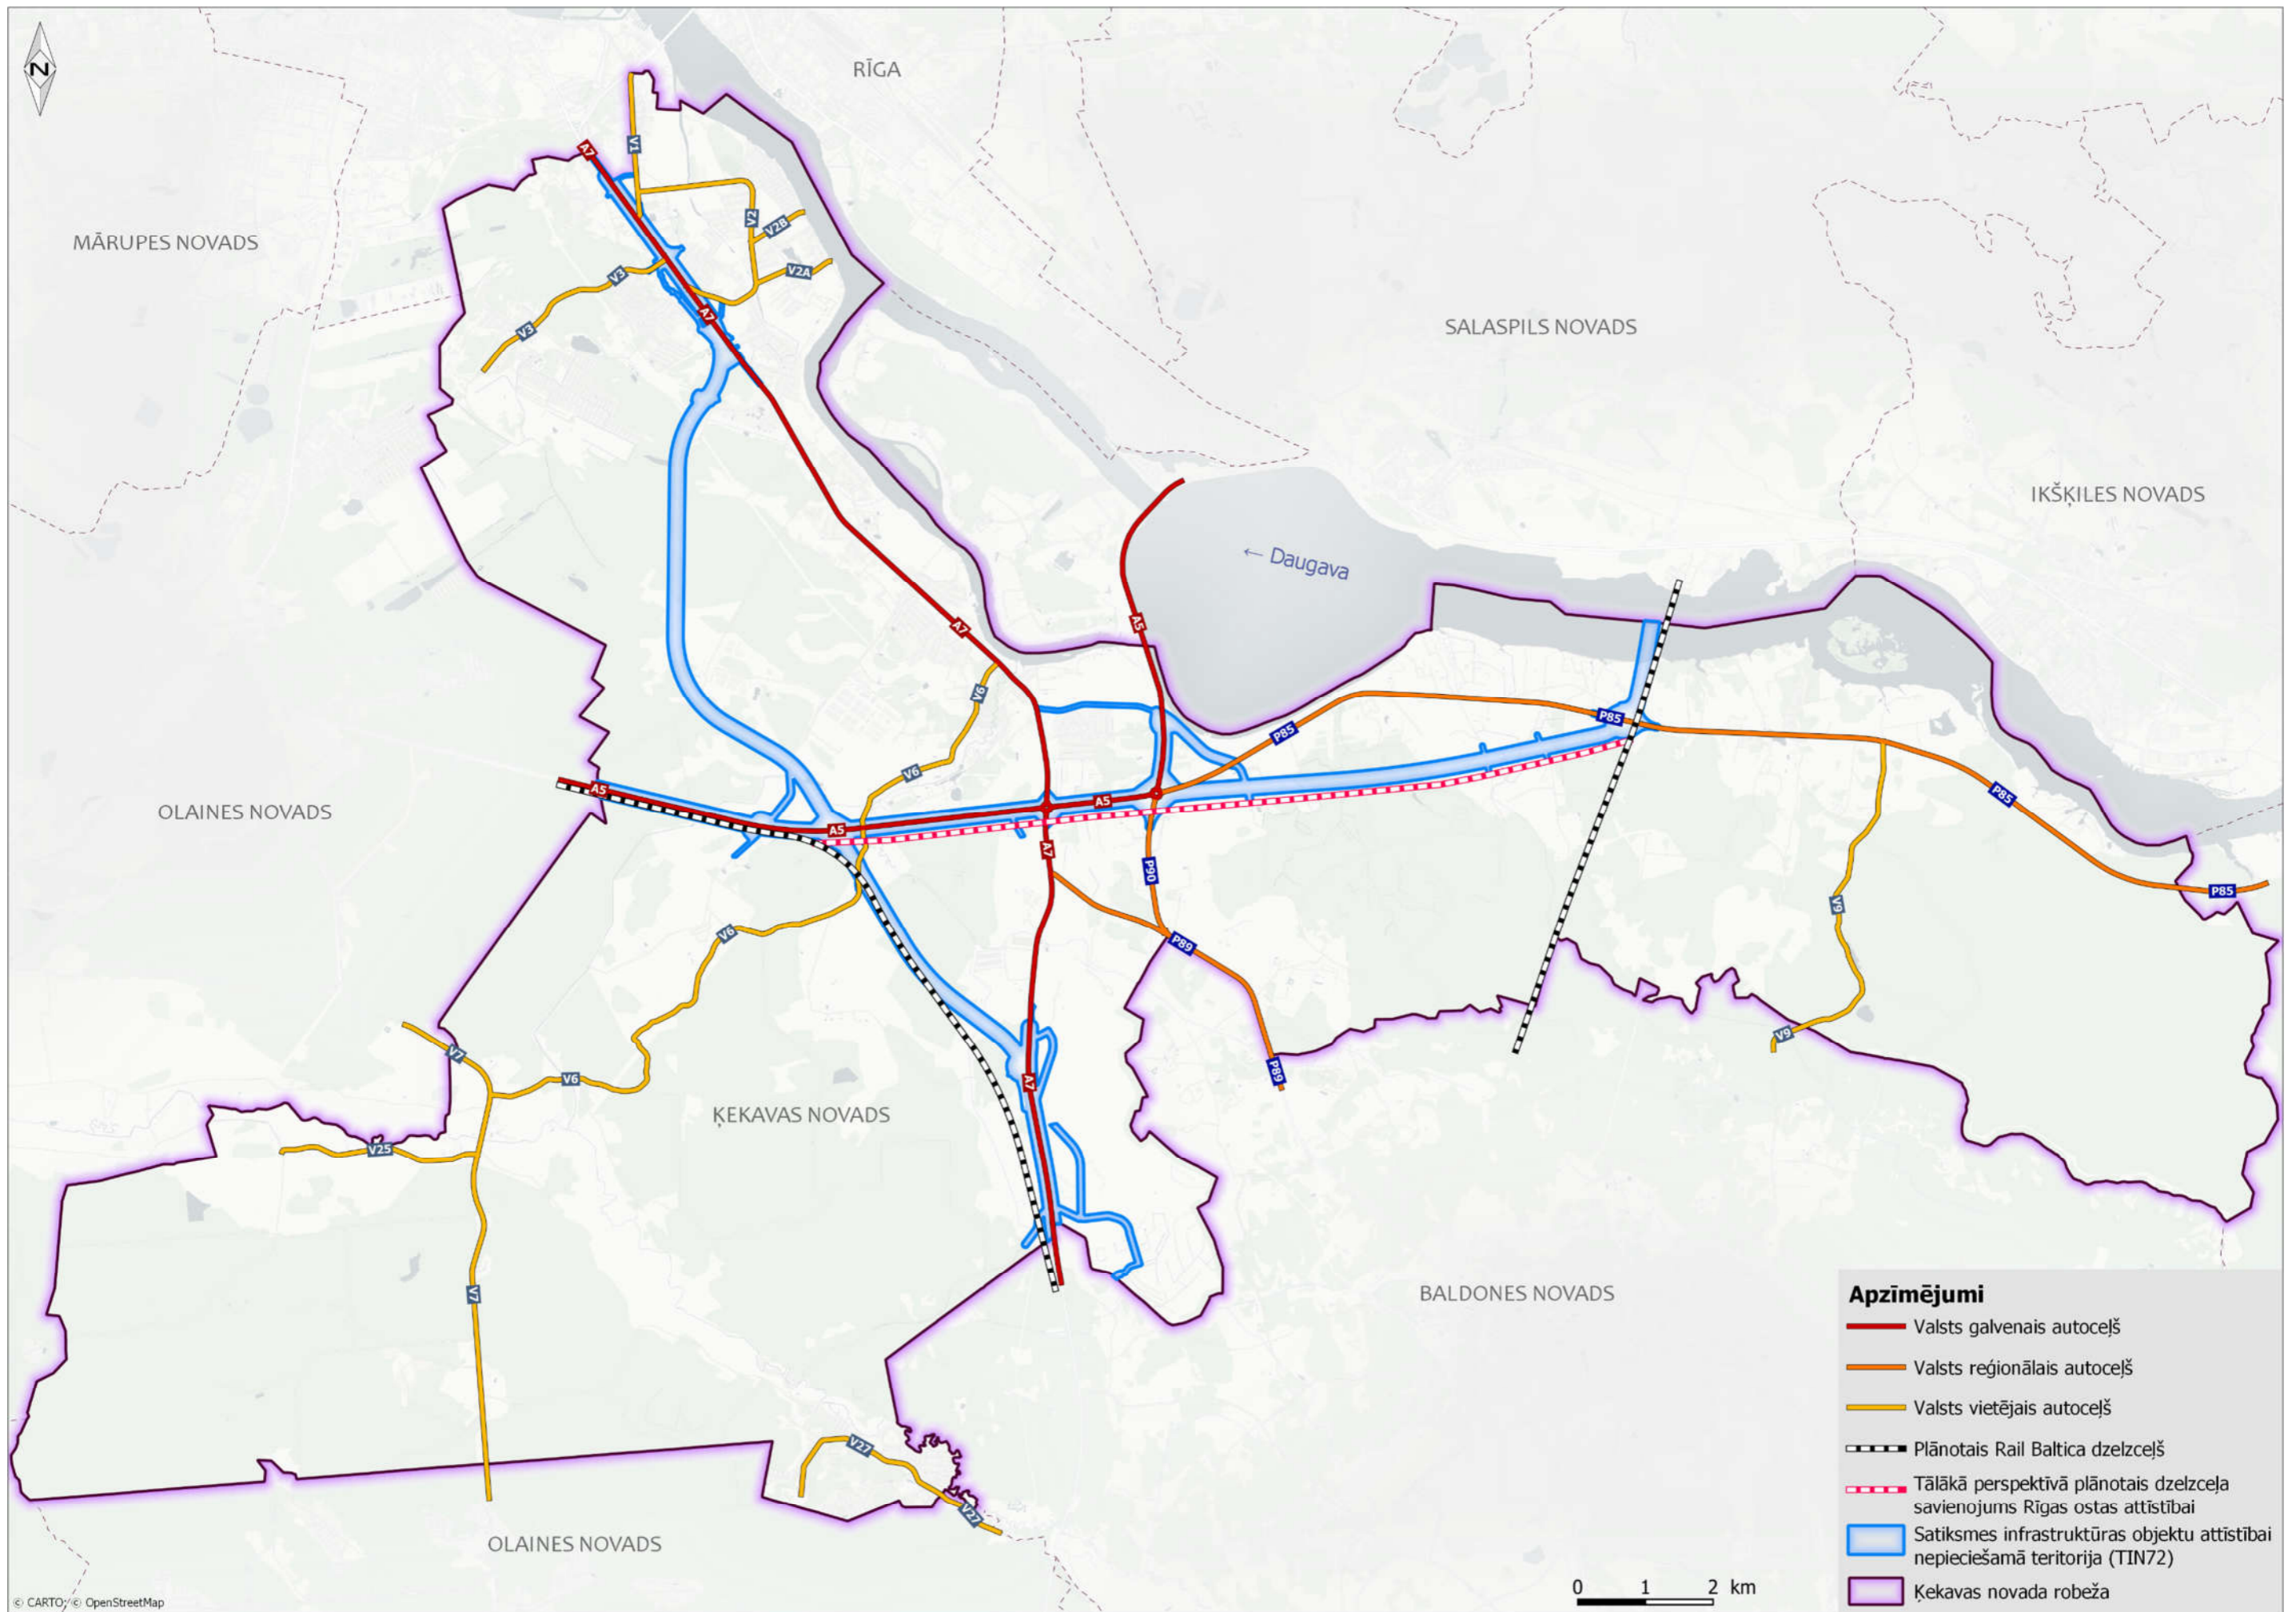 N
RĪGA
A7
V1
MĀRUPES NOVADS
V2
V2B
V3
V2A
A7
V3
SALASPILS NOVADS
IKŠĶILES NOVADS
← Daugava
A5
A7
V6
P85
P85
V6
A5
P85
A5
A5
OLAINES NOVADS
A7
P90
P85
V9
V6
P89
V9
V7
V6
A7
P89
ĶEKAVAS NOVADS
V25
V7
BALDONES NOVADS
V27
V27
OLAINES NOVADS
Apzīmējumi
Valsts galvenais autoceļš
Valsts reģionālais autoceļš
Valsts vietējais autoceļš
Plānotais Rail Baltica dzelzceļš
Tālākā perspektīvā plānotais dzelzceļa
savienojums Rīgas ostas attīstībai
Satiksmes infrastruktūras objektu attīstībai
nepieciešamā teritorija (TIN72)
Ķekavas novada robeža
0 1 2 km
© CARTO; © OpenStreetMap